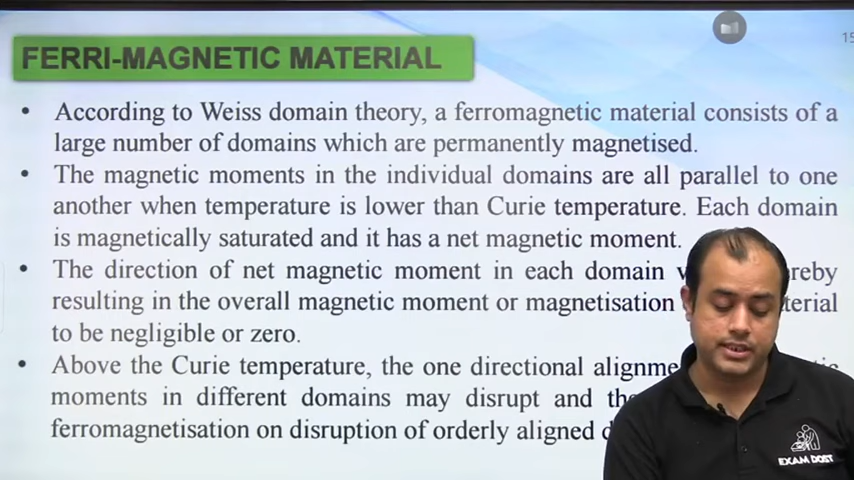 15
FERRI-MAGNETIC MATERIAL
• According to Weiss domain theory, a ferromagnetic material consists of a
large number of domains which are permanently magnetised.
• The magnetic moments in the individual domains are all parallel to one
another when temperature is lower than Curie temperature. Each domain
is magnetically saturated and it has a net magnetic moment.
• The direction of net magnetic moment in each domain
resulting in the overall magnetic moment or magnetisation
to be negligible or zero.
• Above the Curie temperature, the one directional
moments in different domains may disrupt and
ferromagnetisation on disruption of orderly aligned
EXAM DOST